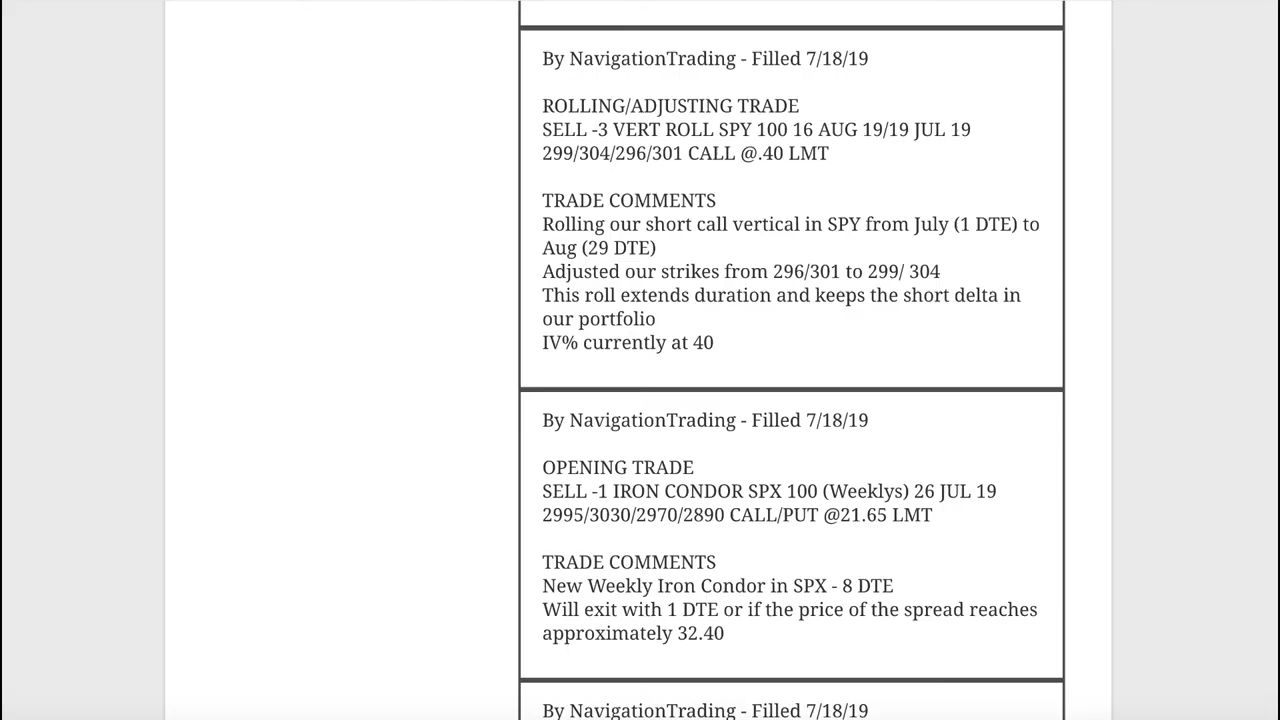 By NavigationTrading - Filled 7/18/19
ROLLING/ADJUSTING TRADE
SELL -3 VERT ROLL SPY 100 16 AUG 19/19 JUL 19
299/304/296/301 CALL @.40 LMT
TRADE COMMENTS
Rolling our short call vertical in SPY from July (1 DTE) to
Aug (29 DTE)
Adjusted our strikes from 296/301 to 299/ 304
This roll extends duration and keeps the short delta in
our portfolio
IV% currently at 40
By NavigationTrading - Filled 7/18/19
OPENING TRADE
SELL -1 IRON CONDOR SPX 100 (Weeklys) 26 JUL 19
2995/3030/2970/2890 CALL/PUT @21.65 LMT
TRADE COMMENTS
New Weekly Iron Condor in SPX - 8 DTE
Will exit with 1 DTE or if the price of the spread reaches
approximately 32.40
By NavigationTrading - Filled 7/18/19